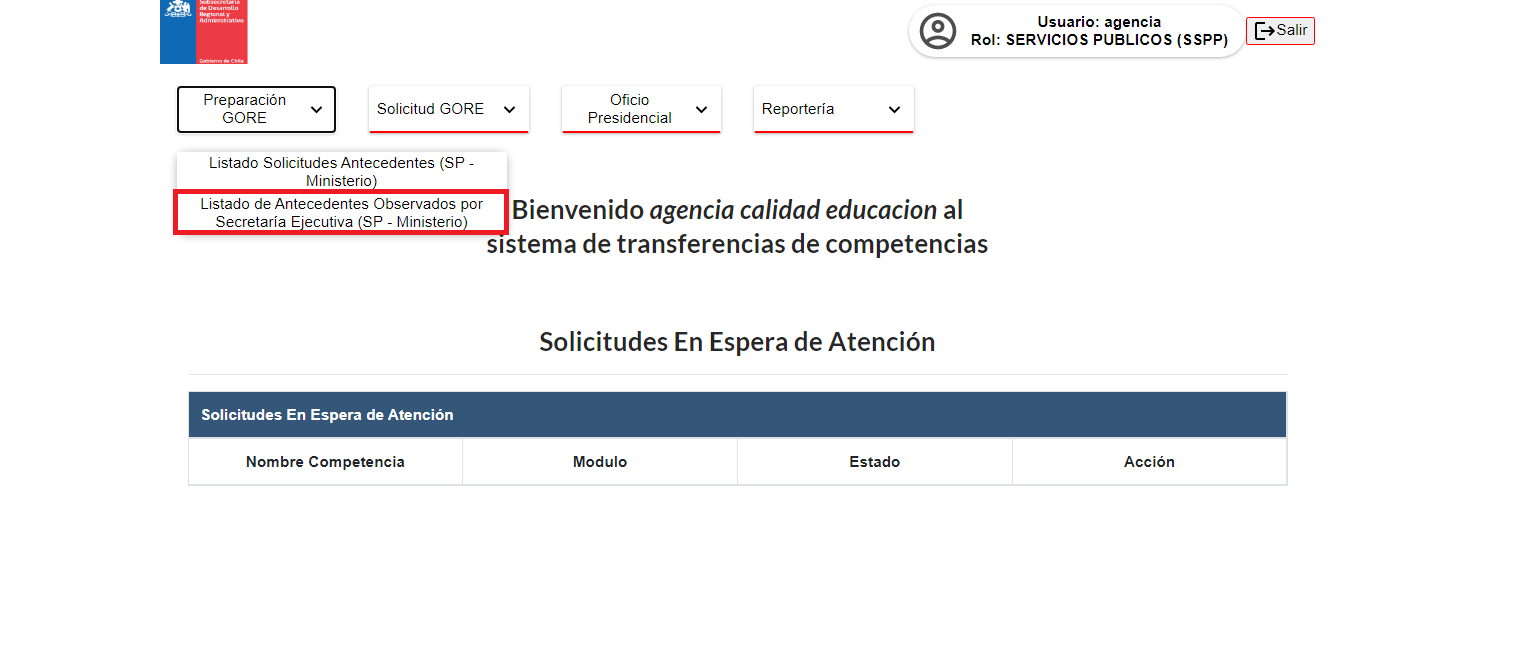 Subsecretaría
de Desarrollo
Regional y
Administrativo
Gobierno de Chile
Usuario: agencia
Rol: SERVICIOS PUBLICOS (SSPP)
Salir
Preparación
GORE
Solicitud GORE
Oficio
Presidencial
Reportería
Listado Solicitudes Antecedentes (SP -
Ministerio)
Listado de Antecedentes Observados por
Secretaría Ejecutiva (SP - Ministerio)
Bienvenido agencia calidad educacion al
sistema de transferencias de competencias
Solicitudes En Espera de Atención
Solicitudes En Espera de Atención
Nombre Competencia Modulo Estado Acción